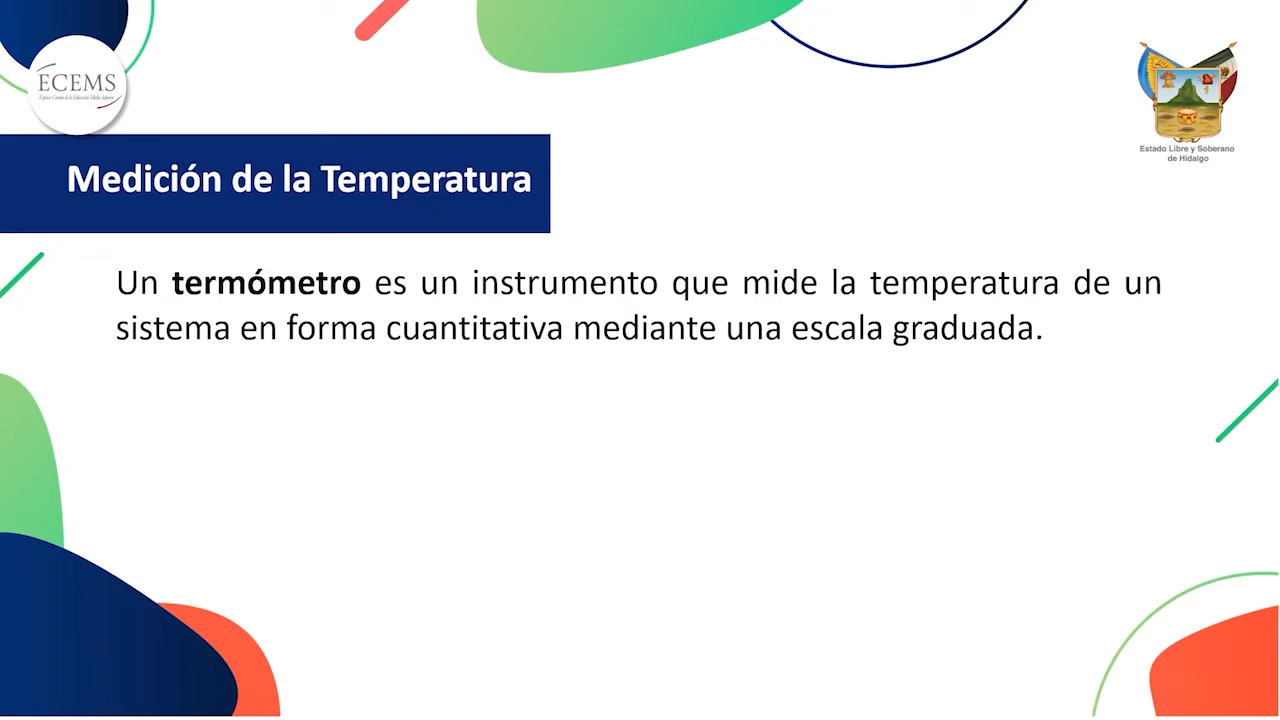 ECEMS
Espacio Común de la Educación Media Superior
Estado Libre y Soberano
de Hidalgo
Medición de la Temperatura
Un termómetro es un instrumento que mide la temperatura de un
sistema en forma cuantitativa mediante una escala graduada.